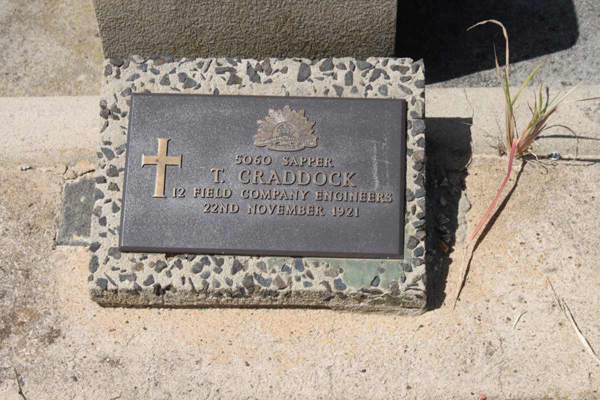 5060 SAPPER
T. CRADDOCK
12 FIELD COMPANY ENGINEERS
22ND NOVEMBER 1921